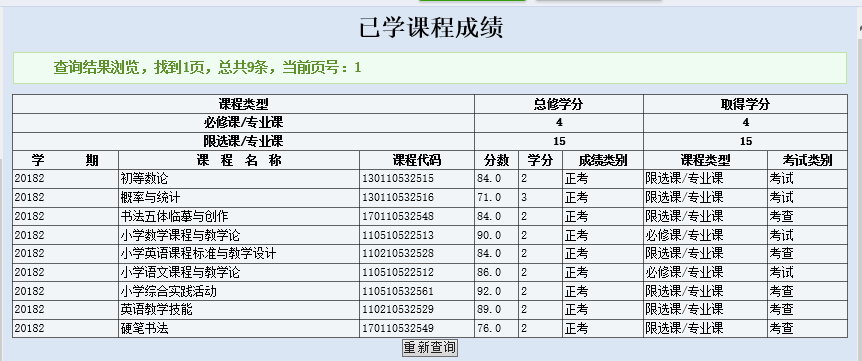 已学课程成绩
查询结果浏览，找到1页，总共9条，当前页号：1
课程类型 总修学分 取得学分
必修课/专业课 4 4
限选课/专业课 15 15
学 期 课 程 名 称 课程代码 分数 学分 成绩类别 课程类型 考试类别
20182 初等数论 130110532515 84.0 2 正考 限选课/专业课 考试
20182 概率与统计 130110532516 71.0 3 正考 限选课/专业课 考试
20182 书法五体临摹与创作 170110532548 84.0 2 正考 限选课/专业课 考查
20182 小学数学课程与教学论 110510522513 90.0 2 正考 必修课/专业课 考试
20182 小学英语课程标准与教学设计 110210532528 84.0 2 正考 限选课/专业课 考查
20182 小学语文课程与教学论 110510522512 86.0 2 正考 必修课/专业课 考试
20182 小学综合实践活动 110510532561 92.0 2 正考 限选课/专业课 考查
20182 英语教学技能 110210532529 89.0 2 正考 限选课/专业课 考查
20182 硬笔书法 170110532549 76.0 2 正考 限选课/专业课 考查
重新查询